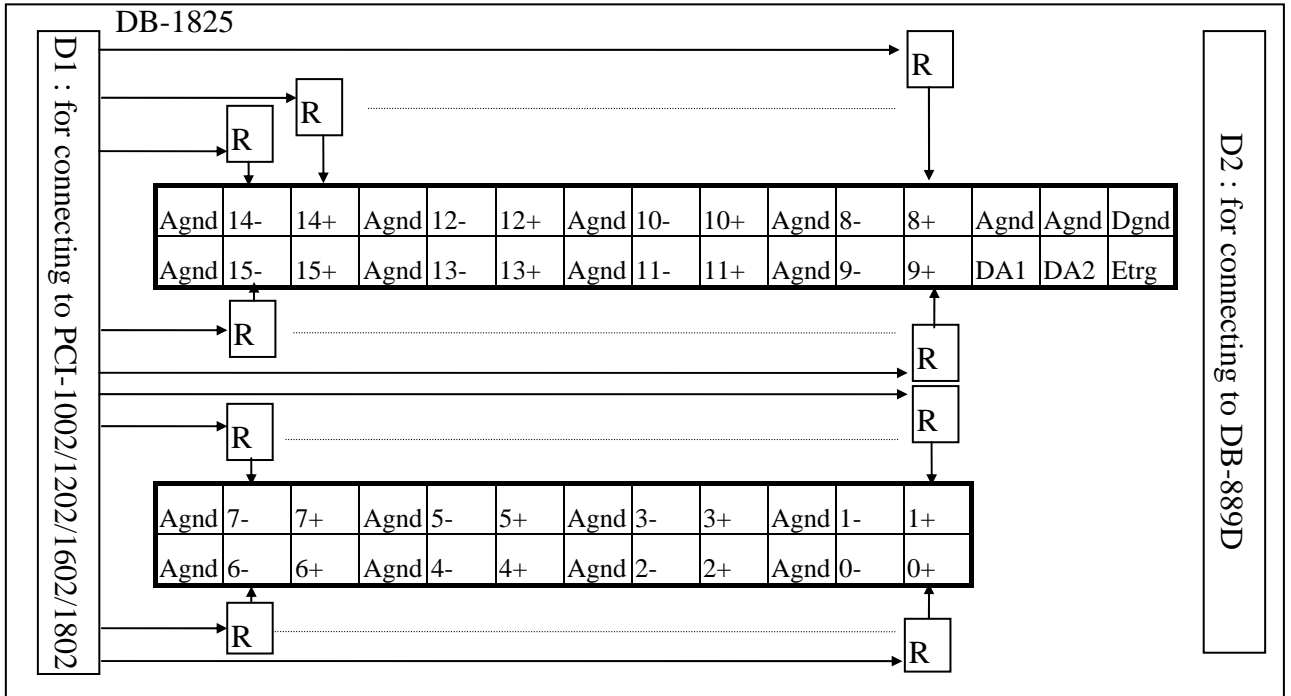 DB-1825
D1 : for connecting to PCI-1002/1202/1602/1802
R
R
R
D2 : for connecting to DB-889D
Agnd 14- 14+ Agnd 12- 12+ Agnd 10- 10+ Agnd 8- 8+ Agnd Agnd Dgnd
Agnd 15- 15+ Agnd 13- 13+ Agnd 11- 11+ Agnd 9- 9+ DA1 DA2 Etrg
R
R
R
R
Agnd 7- 7+ Agnd 5- 5+ Agnd 3- 3+ Agnd 1- 1+
Agnd 6- 6+ Agnd 4- 4+ Agnd 2- 2+ Agnd 0- 0+
R
R